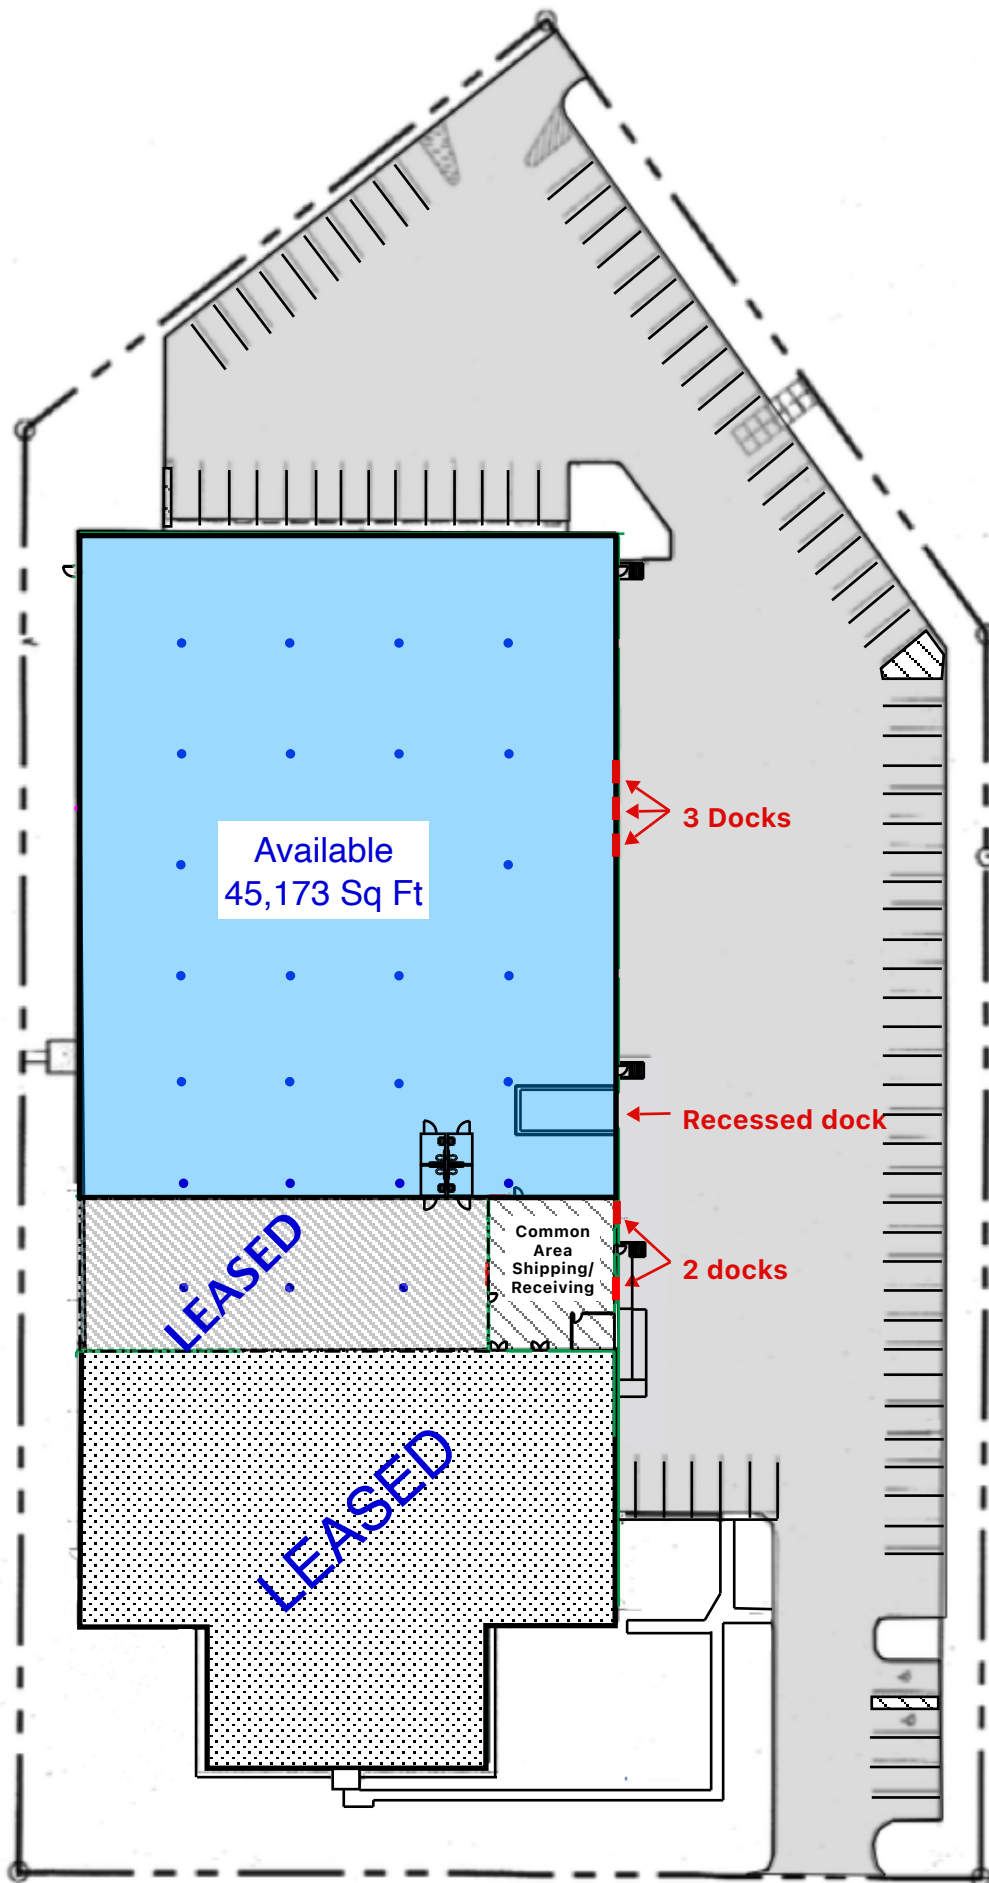 Available
45,173 Sq Ft
3 Docks
Recessed dock
LEASED
Common
Area
Shipping/
Receiving
2 docks
LEASED